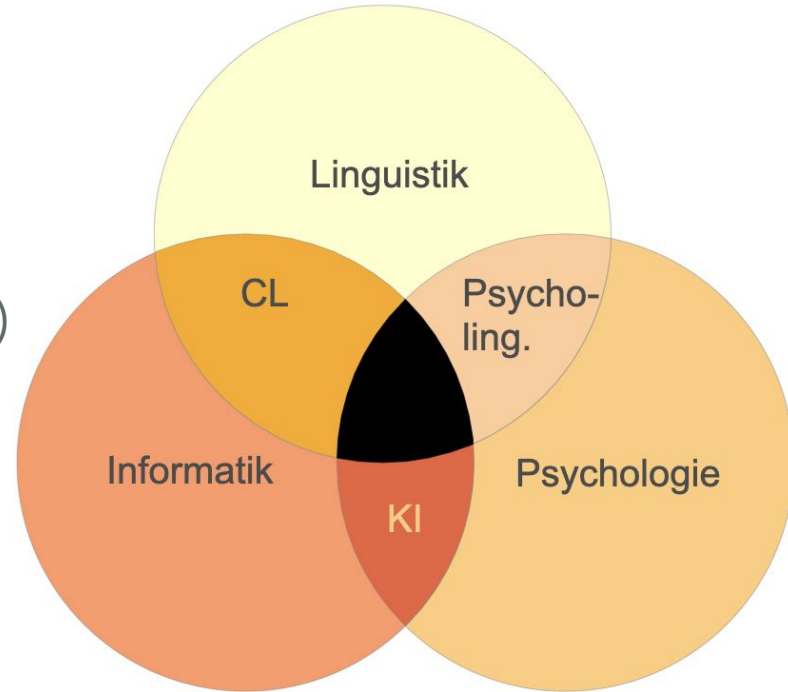 Linguistik
CL
Psycho-
ling.
)
Informatik
Psychologie
KI